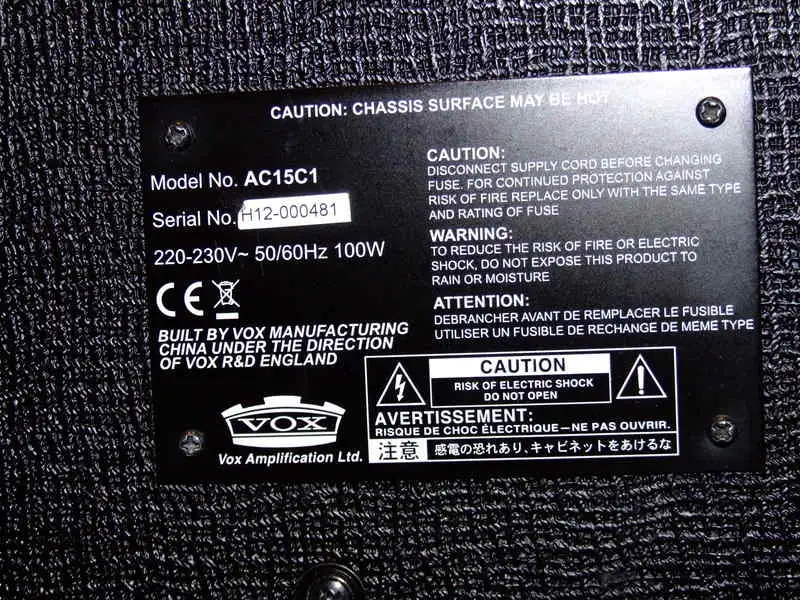 CAUTION: CHASSIS SURFACE MAY BE HOT
Model No. AC15C1
Serial No. H12-000481
220-230V~ 50/60Hz 100W
CE
BUILT BY VOX MANUFACTURING
CHINA UNDER THE DIRECTION
OF VOX R&D ENGLAND
VOX
Vox Amplification Ltd.
CAUTION:
DISCONNECT SUPPLY CORD BEFORE CHANGING
FUSE. FOR CONTINUED PROTECTION AGAINST
RISK OF FIRE REPLACE ONLY WITH THE SAME TYPE
AND RATING OF FUSE
WARNING:
TO REDUCE THE RISK OF FIRE OR ELECTRIC
SHOCK, DO NOT EXPOSE THIS PRODUCT TO
RAIN OR MOISTURE
ATTENTION:
DEBRANCHER AVANT DE REMPLACER LE FUSIBLE
UTILISER UN FUSIBLE DE RECHANGE DE MEME TYPE
CAUTION
RISK OF ELECTRIC SHOCK
DO NOT OPEN
AVERTISSEMENT:
RISQUE DE CHOC ÉLECTRIQUE—NE PAS OUVRIR.
注意 感電の恐れあり、キャビネットをあけるな